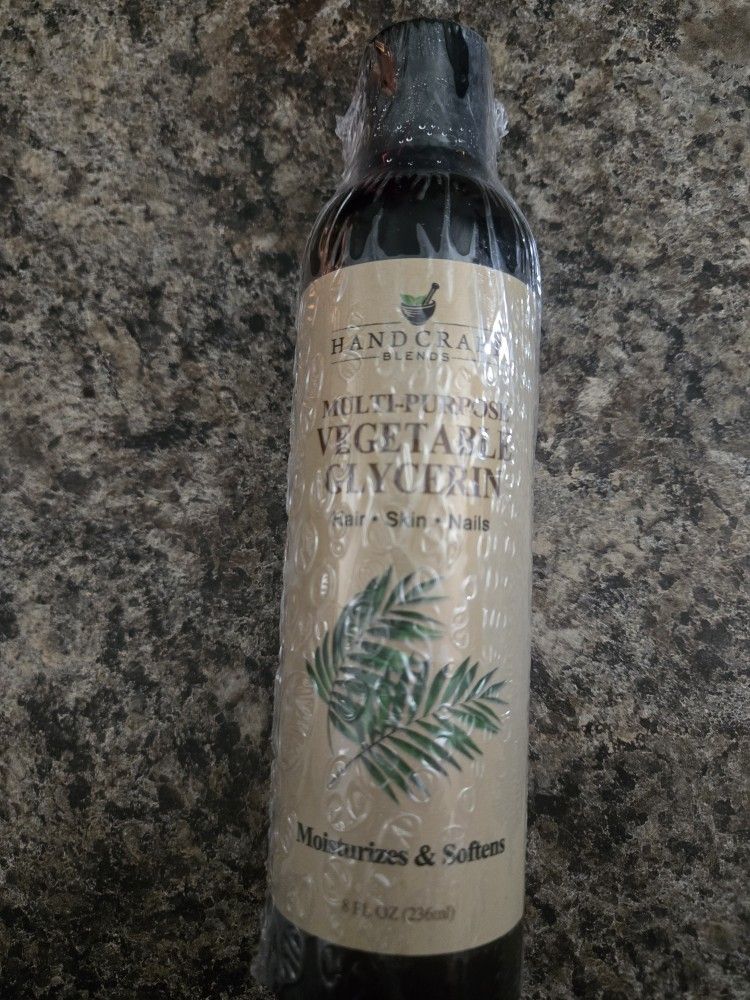 HANDCRAFT
BLENDS
MULTI-PURPOSE
VEGETABLE
GLYCERIN
Hair • Skin • Nails
Moisturizes & Softens
8 FL OZ (236ml)